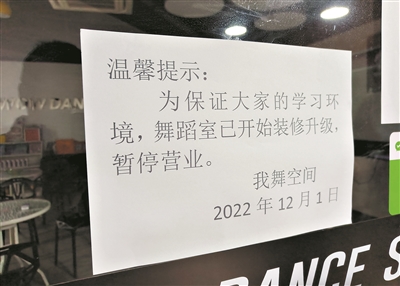 温馨提示：
为保证大家的学习环
境，舞蹈室已开始装修升级，
暂停营业。
我舞空间
2022年12月1日
WOW DANC
DANCE S